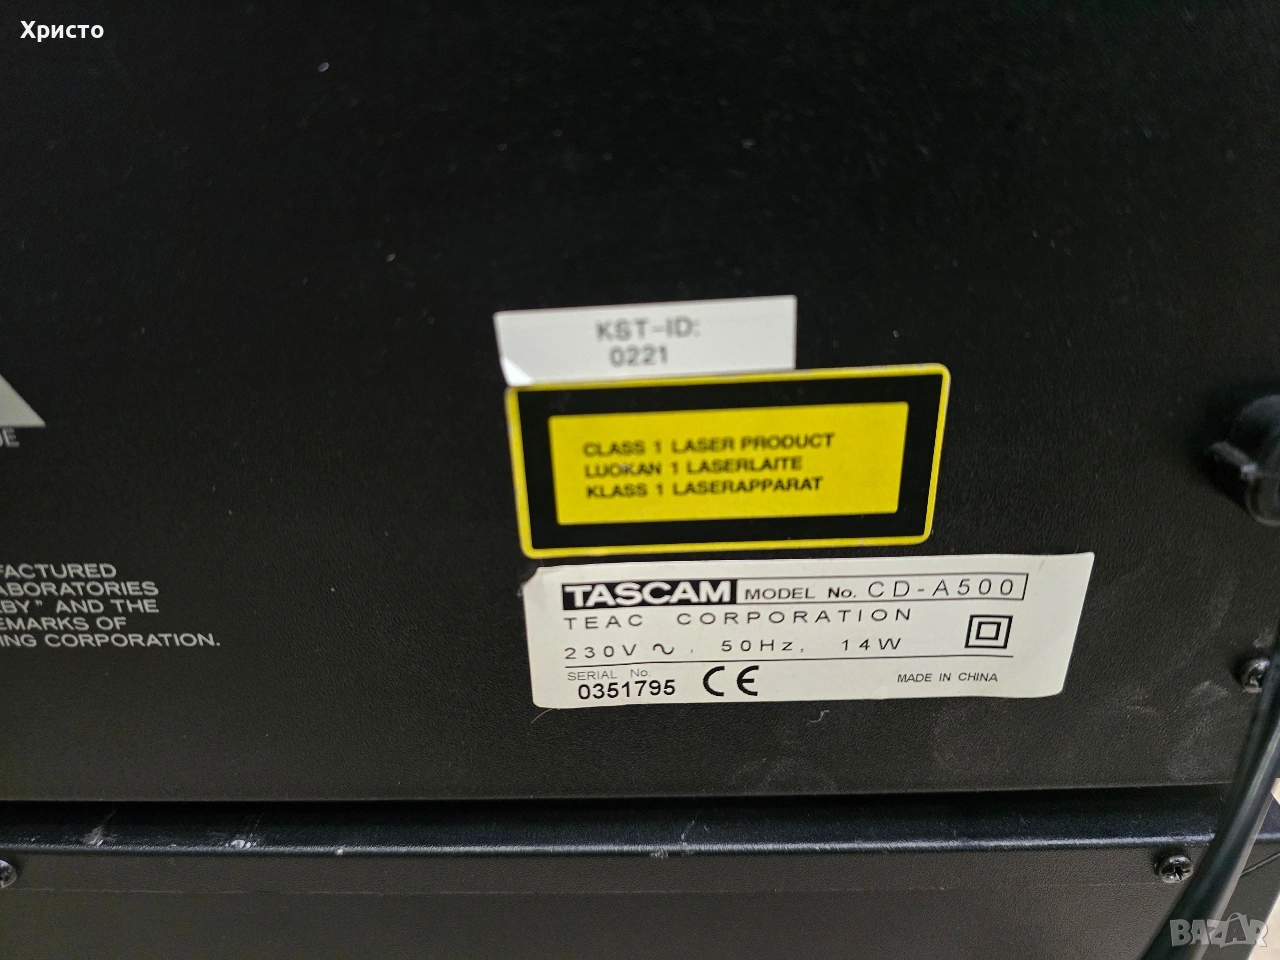 Христо
KST-ID:
0221
CLASS 1 LASER PRODUCT
LUOKAN 1 LASERLAITE
KLASS 1 LASERAPPARAT
FACTURED
ABORATORIES
BY" AND THE
EMARKS OF
ING CORPORATION.
TASCAM MODEL No. CD-A500
TEAC CORPORATION
230V ~, 50Hz, 14W
SERIAL No.
0351795 CE MADE IN CHINA
BAZAR